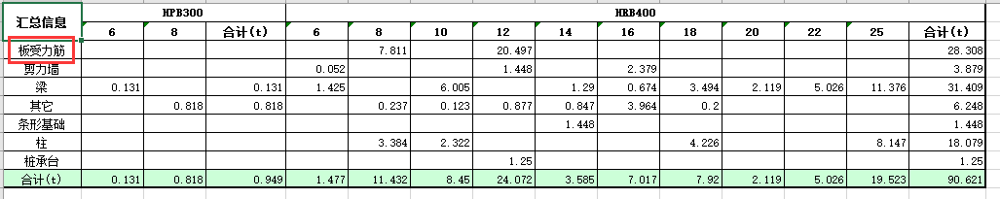 汇总信息 HPB300 HRB400
6 8 合计(t) 6 8 10 12 14 16 18 20 22 25 合计(t)
板受力筋 7.811 20.497 28.308
剪力墙 0.052 1.448 2.379 3.879
梁 0.131 0.131 1.425 6.005 1.29 0.674 3.494 2.119 5.026 11.376 31.409
其它 0.818 0.818 0.237 0.123 0.877 0.847 3.964 0.2 6.248
条形基础 1.448 1.448
柱 3.384 2.322 4.226 8.147 18.079
桩承台 1.25 1.25
合计(t) 0.131 0.818 0.949 1.477 11.432 8.45 24.072 3.585 7.017 7.92 2.119 5.026 19.523 90.621